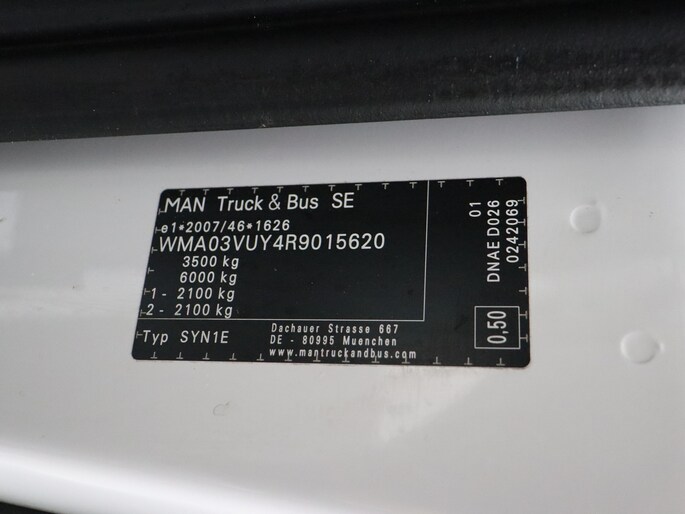 MAN Truck & Bus SE
e1*2007/46*1626
WMA03VUY4R9015620
3500 kg
6000 kg
1 - 2100 kg
2 - 2100 kg
Typ SYN1E
Dachauer Strasse 667
DE - 80995 Muenchen
www.mantruckandbus.com
01
DNAE D026
0242069
0,50